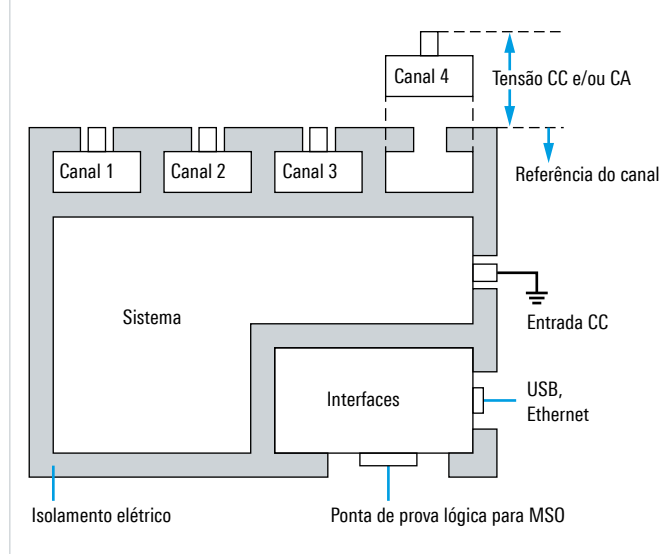 Canal 4
Tensão CC e/ou CA
Canal 1
Canal 2
Canal 3
Referência do canal
Sistema
Entrada CC
Interfaces
USB,
Ethernet
Isolamento elétrico
Ponta de prova lógica para MSO